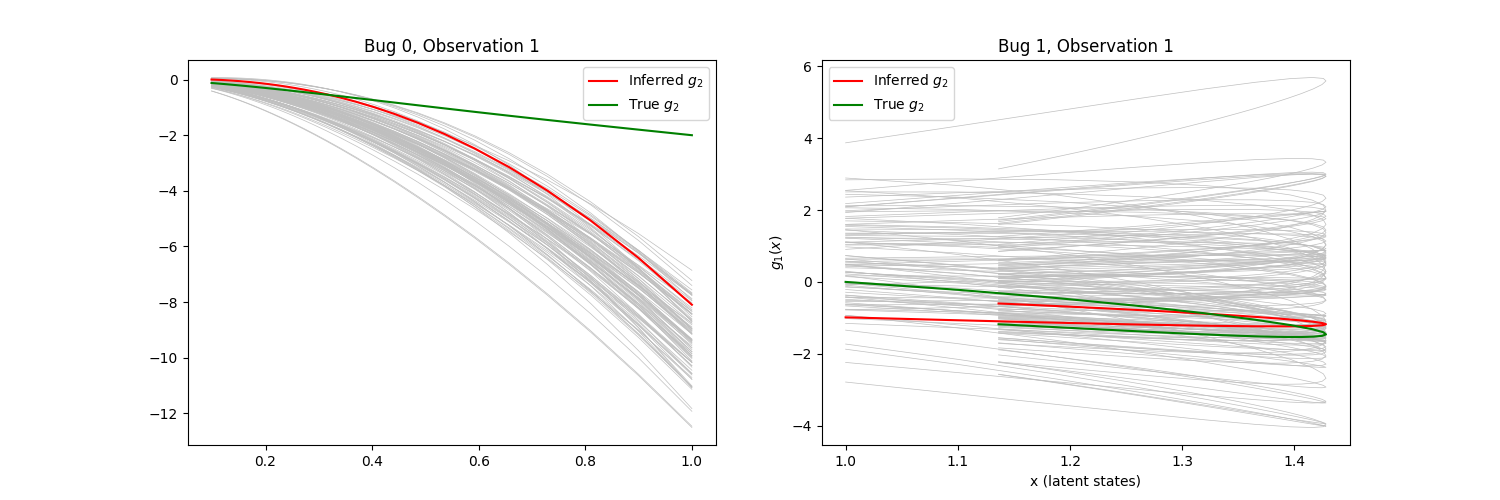 Bug 0, Observation 1
0
−2
−4
−6
−8
−10
−12
0.2
0.4
0.6
0.8
1.0
Inferred g₂
True g₂
Bug 1, Observation 1
6
4
2
0
−2
−4
g₁(x)
1.0
1.1
1.2
1.3
1.4
x (latent states)
Inferred g₂
True g₂